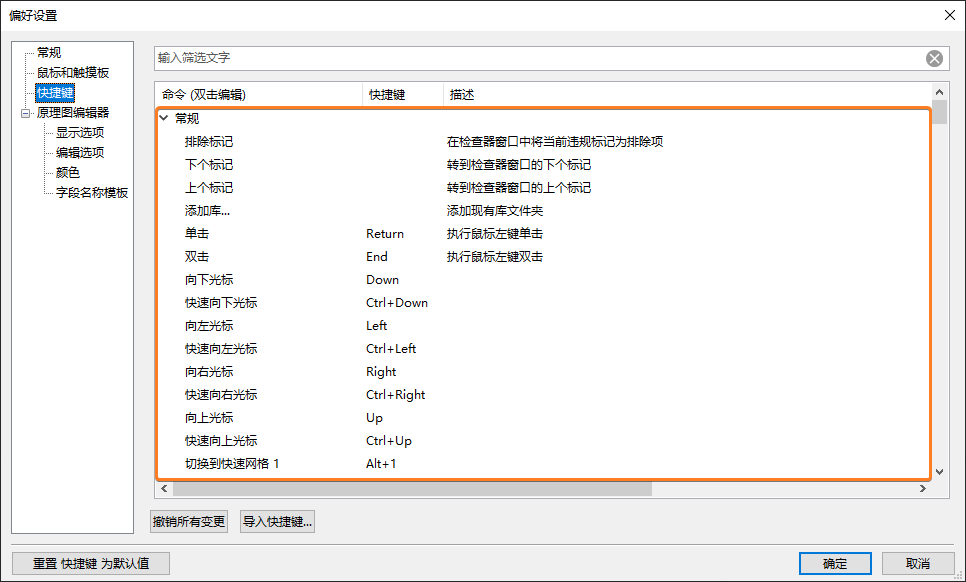 偏好设置
常规
鼠标和触摸板
快捷键
原理图编辑器
显示选项
编辑选项
颜色
字段名称模板
输入筛选文字
命令 (双击编辑) 快捷键 描述
常规
排除标记 在检查器窗口中将当前违规标记为排除项
下个标记 转到检查器窗口的下个标记
上个标记 转到检查器窗口的上个标记
添加库... 添加现有库文件夹
单击 Return 执行鼠标左键单击
双击 End 执行鼠标左键双击
向下光标 Down
快速向下光标 Ctrl+Down
向左光标 Left
快速向左光标 Ctrl+Left
向右光标 Right
快速向右光标 Ctrl+Right
向上光标 Up
快速向上光标 Ctrl+Up
切换到快速网格 1 Alt+1
撤销所有变更 导入快捷键...
重置 快捷键 为默认值 确定 取消